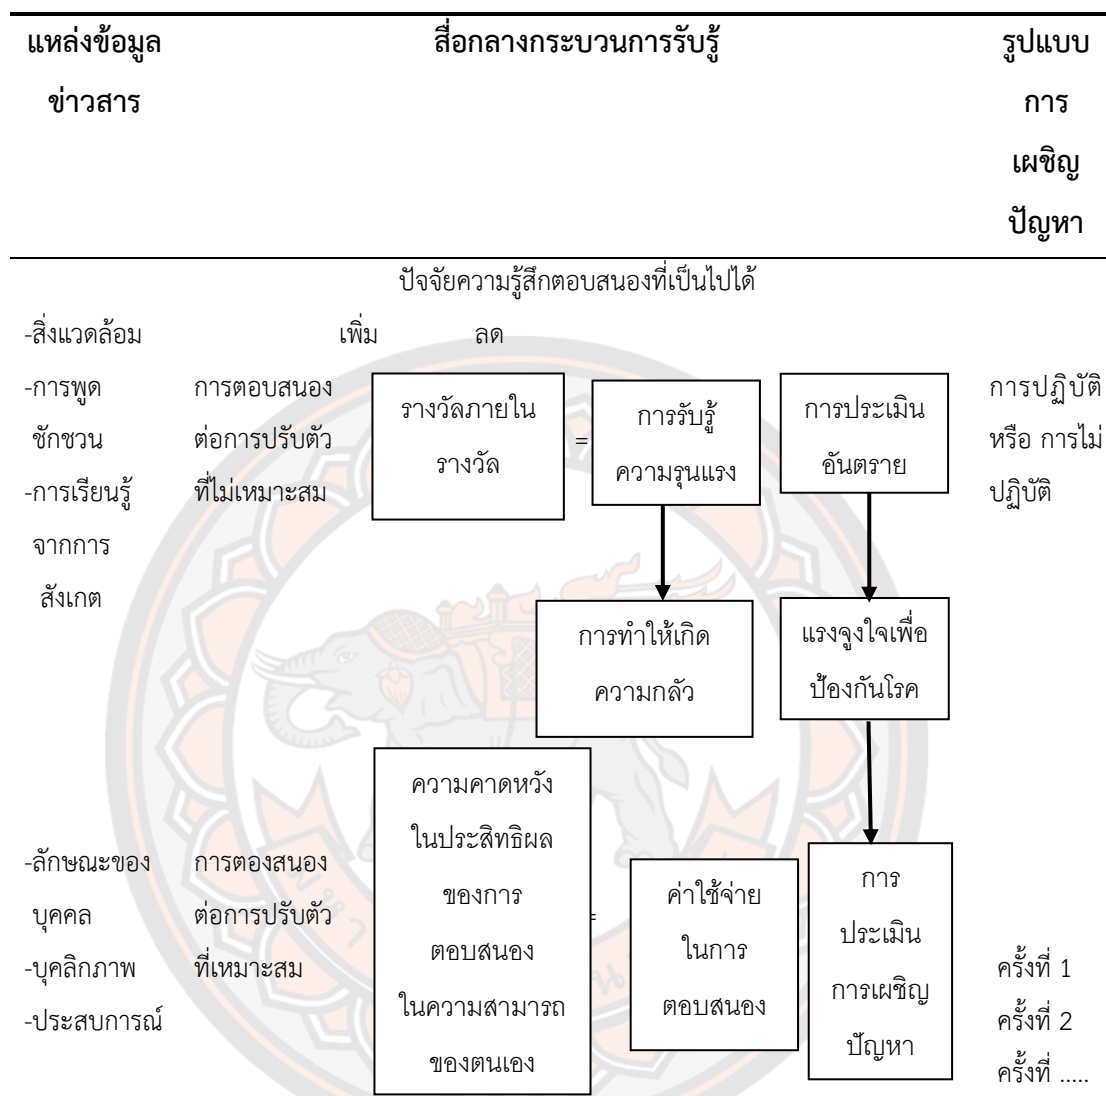 แหล่งข้อมูล
ข่าวสาร
สื่อกลางกระบวนการรับรู้
รูปแบบ
การ
เผชิญ
ปัญหา
ปัจจัยความรู้สึกตอบสนองที่เป็นไปได้
-สิ่งแวดล้อม
เพิ่ม ลด
-การพูด
ชักชวน
-การเรียนรู้
จากการ
สังเกต
การตอบสนอง
ต่อการปรับตัว
ที่ไม่เหมาะสม
รางวัลภายใน
รางวัล
=
การรับรู้
ความรุนแรง
การประเมิน
อันตราย
การปฏิบัติ
หรือ การไม่
ปฏิบัติ
การทำให้เกิด
ความกลัว
แรงจูงใจเพื่อ
ป้องกันโรค
-ลักษณะของ
บุคคล
-บุคลิกภาพ
-ประสบการณ์
การตองสนอง
ต่อการปรับตัว
ที่เหมาะสม
ความคาดหวัง
ในประสิทธิผล
ของการ
ตอบสนอง
ในความสามารถ
ของตนเอง
=
ค่าใช้จ่าย
ในการ
ตอบสนอง
การ
ประเมิน
การเผชิญ
ปัญหา
ครั้งที่ 1
ครั้งที่ 2
ครั้งที่ .....